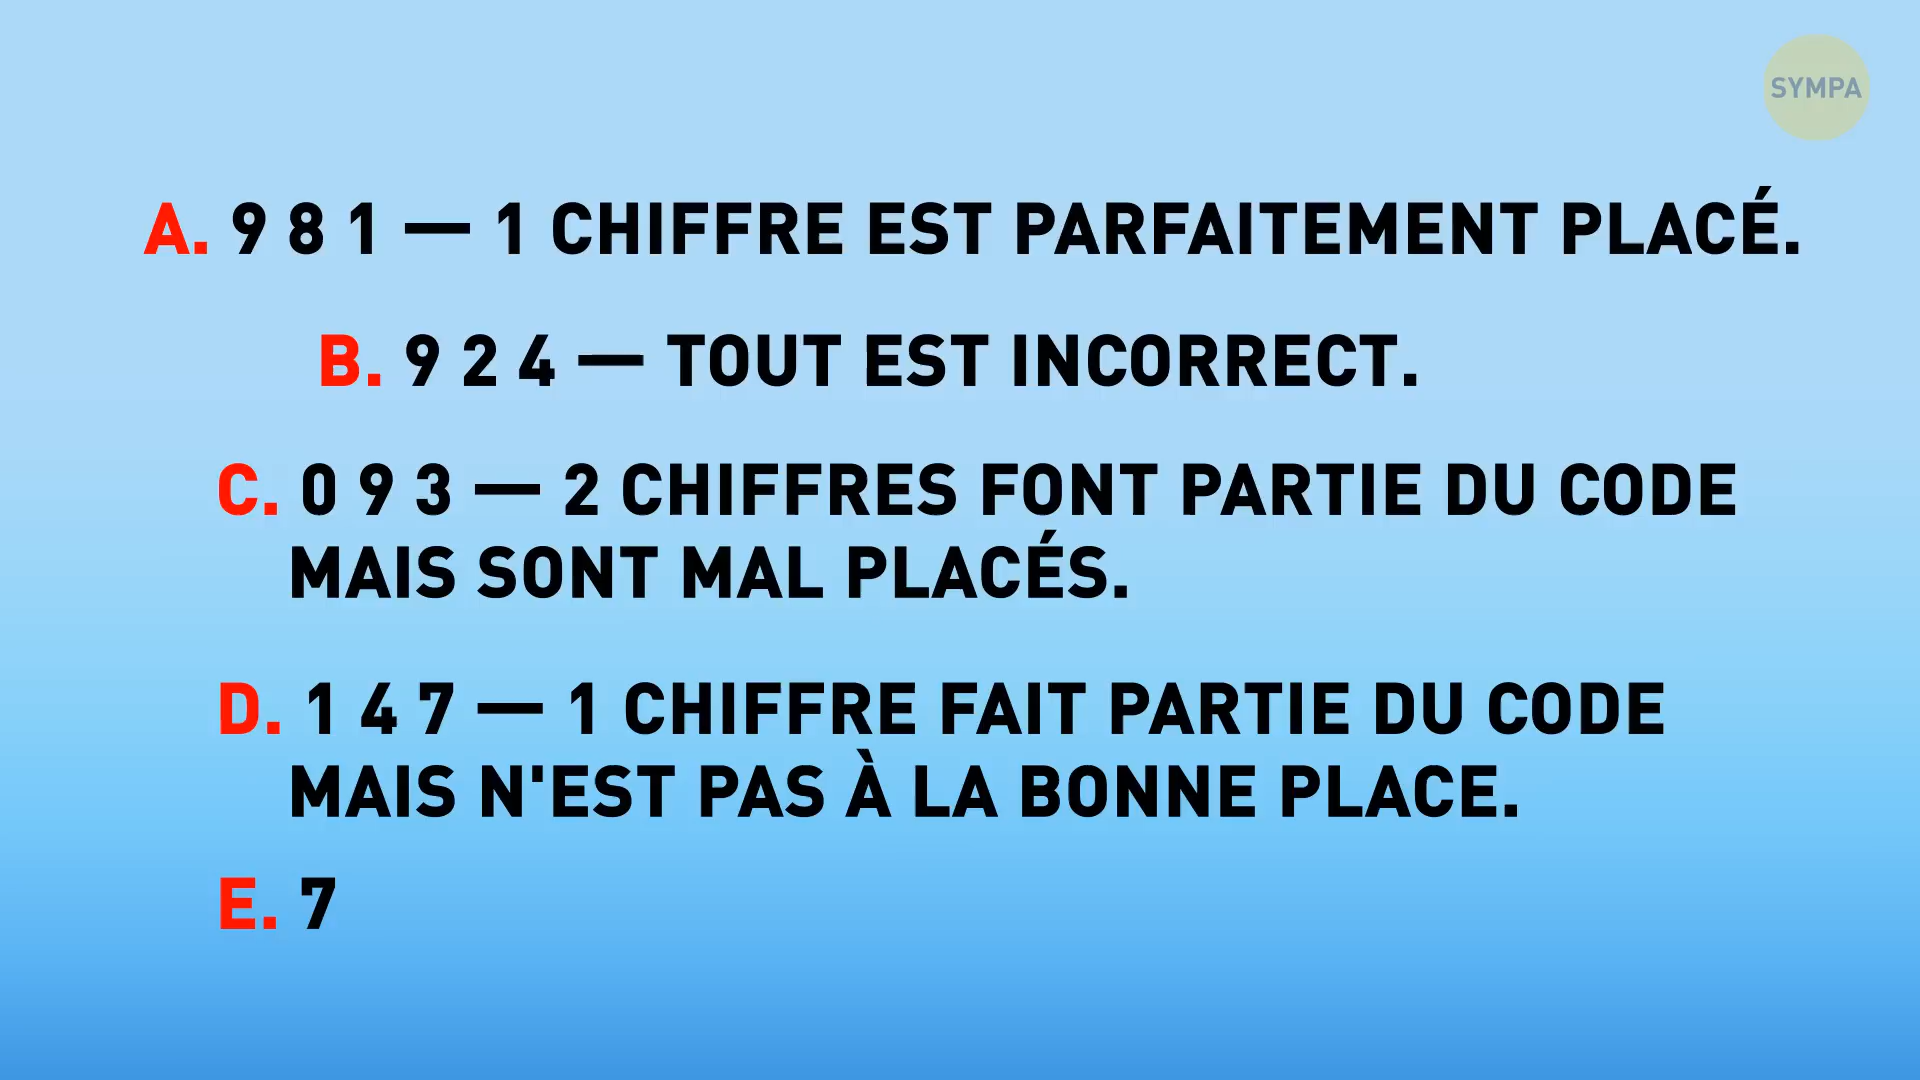 SYMPA
A. 9 8 1 — 1 CHIFFRE EST PARFAITEMENT PLACÉ.
B. 9 2 4 — TOUT EST INCORRECT.
C. 0 9 3 — 2 CHIFFRES FONT PARTIE DU CODE
MAIS SONT MAL PLACÉS.
D. 1 4 7 — 1 CHIFFRE FAIT PARTIE DU CODE
MAIS N'EST PAS À LA BONNE PLACE.
E. 7